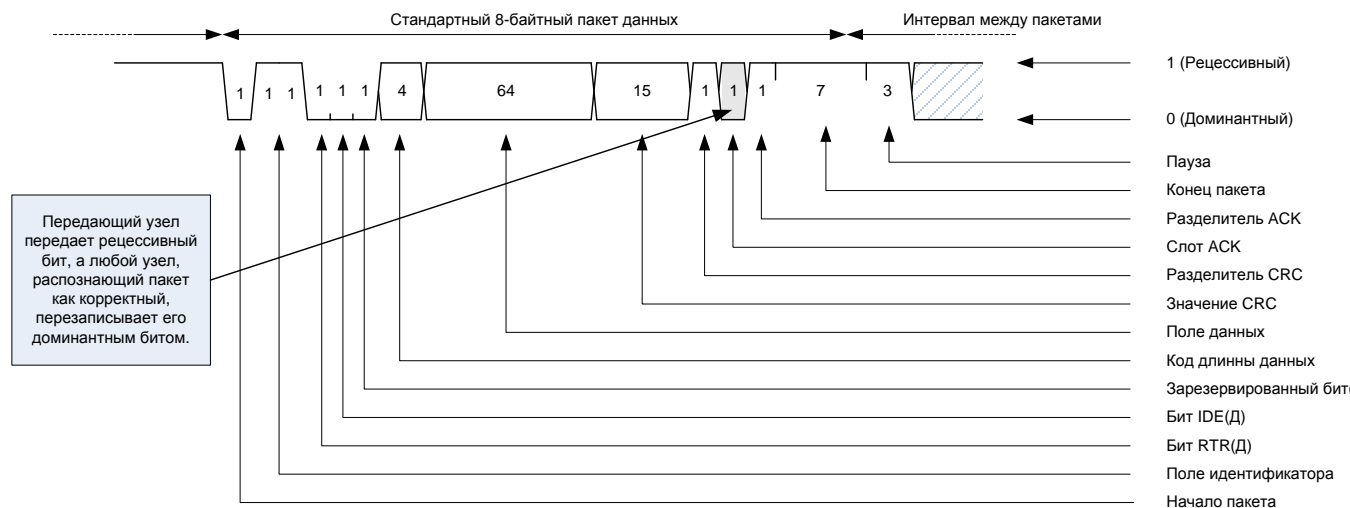 Стандартный 8-байтный пакет данных
Интервал между пакетами
1 1 1 1 1 1 4 64 15 1 1 1 7 3
1 (Рецессивный)
0 (Доминантный)
Пауза
Конец пакета
Разделитель ACK
Слот ACK
Разделитель CRC
Значение CRC
Поле данных
Код длинны данных
Зарезервированный бит(
Бит IDE(Д)
Бит RTR(Д)
Поле идентификатора
Начало пакета
Передающий узел
передает рецессивный
бит, а любой узел,
распознающий пакет
как корректный,
перезаписывает его
доминантным битом.